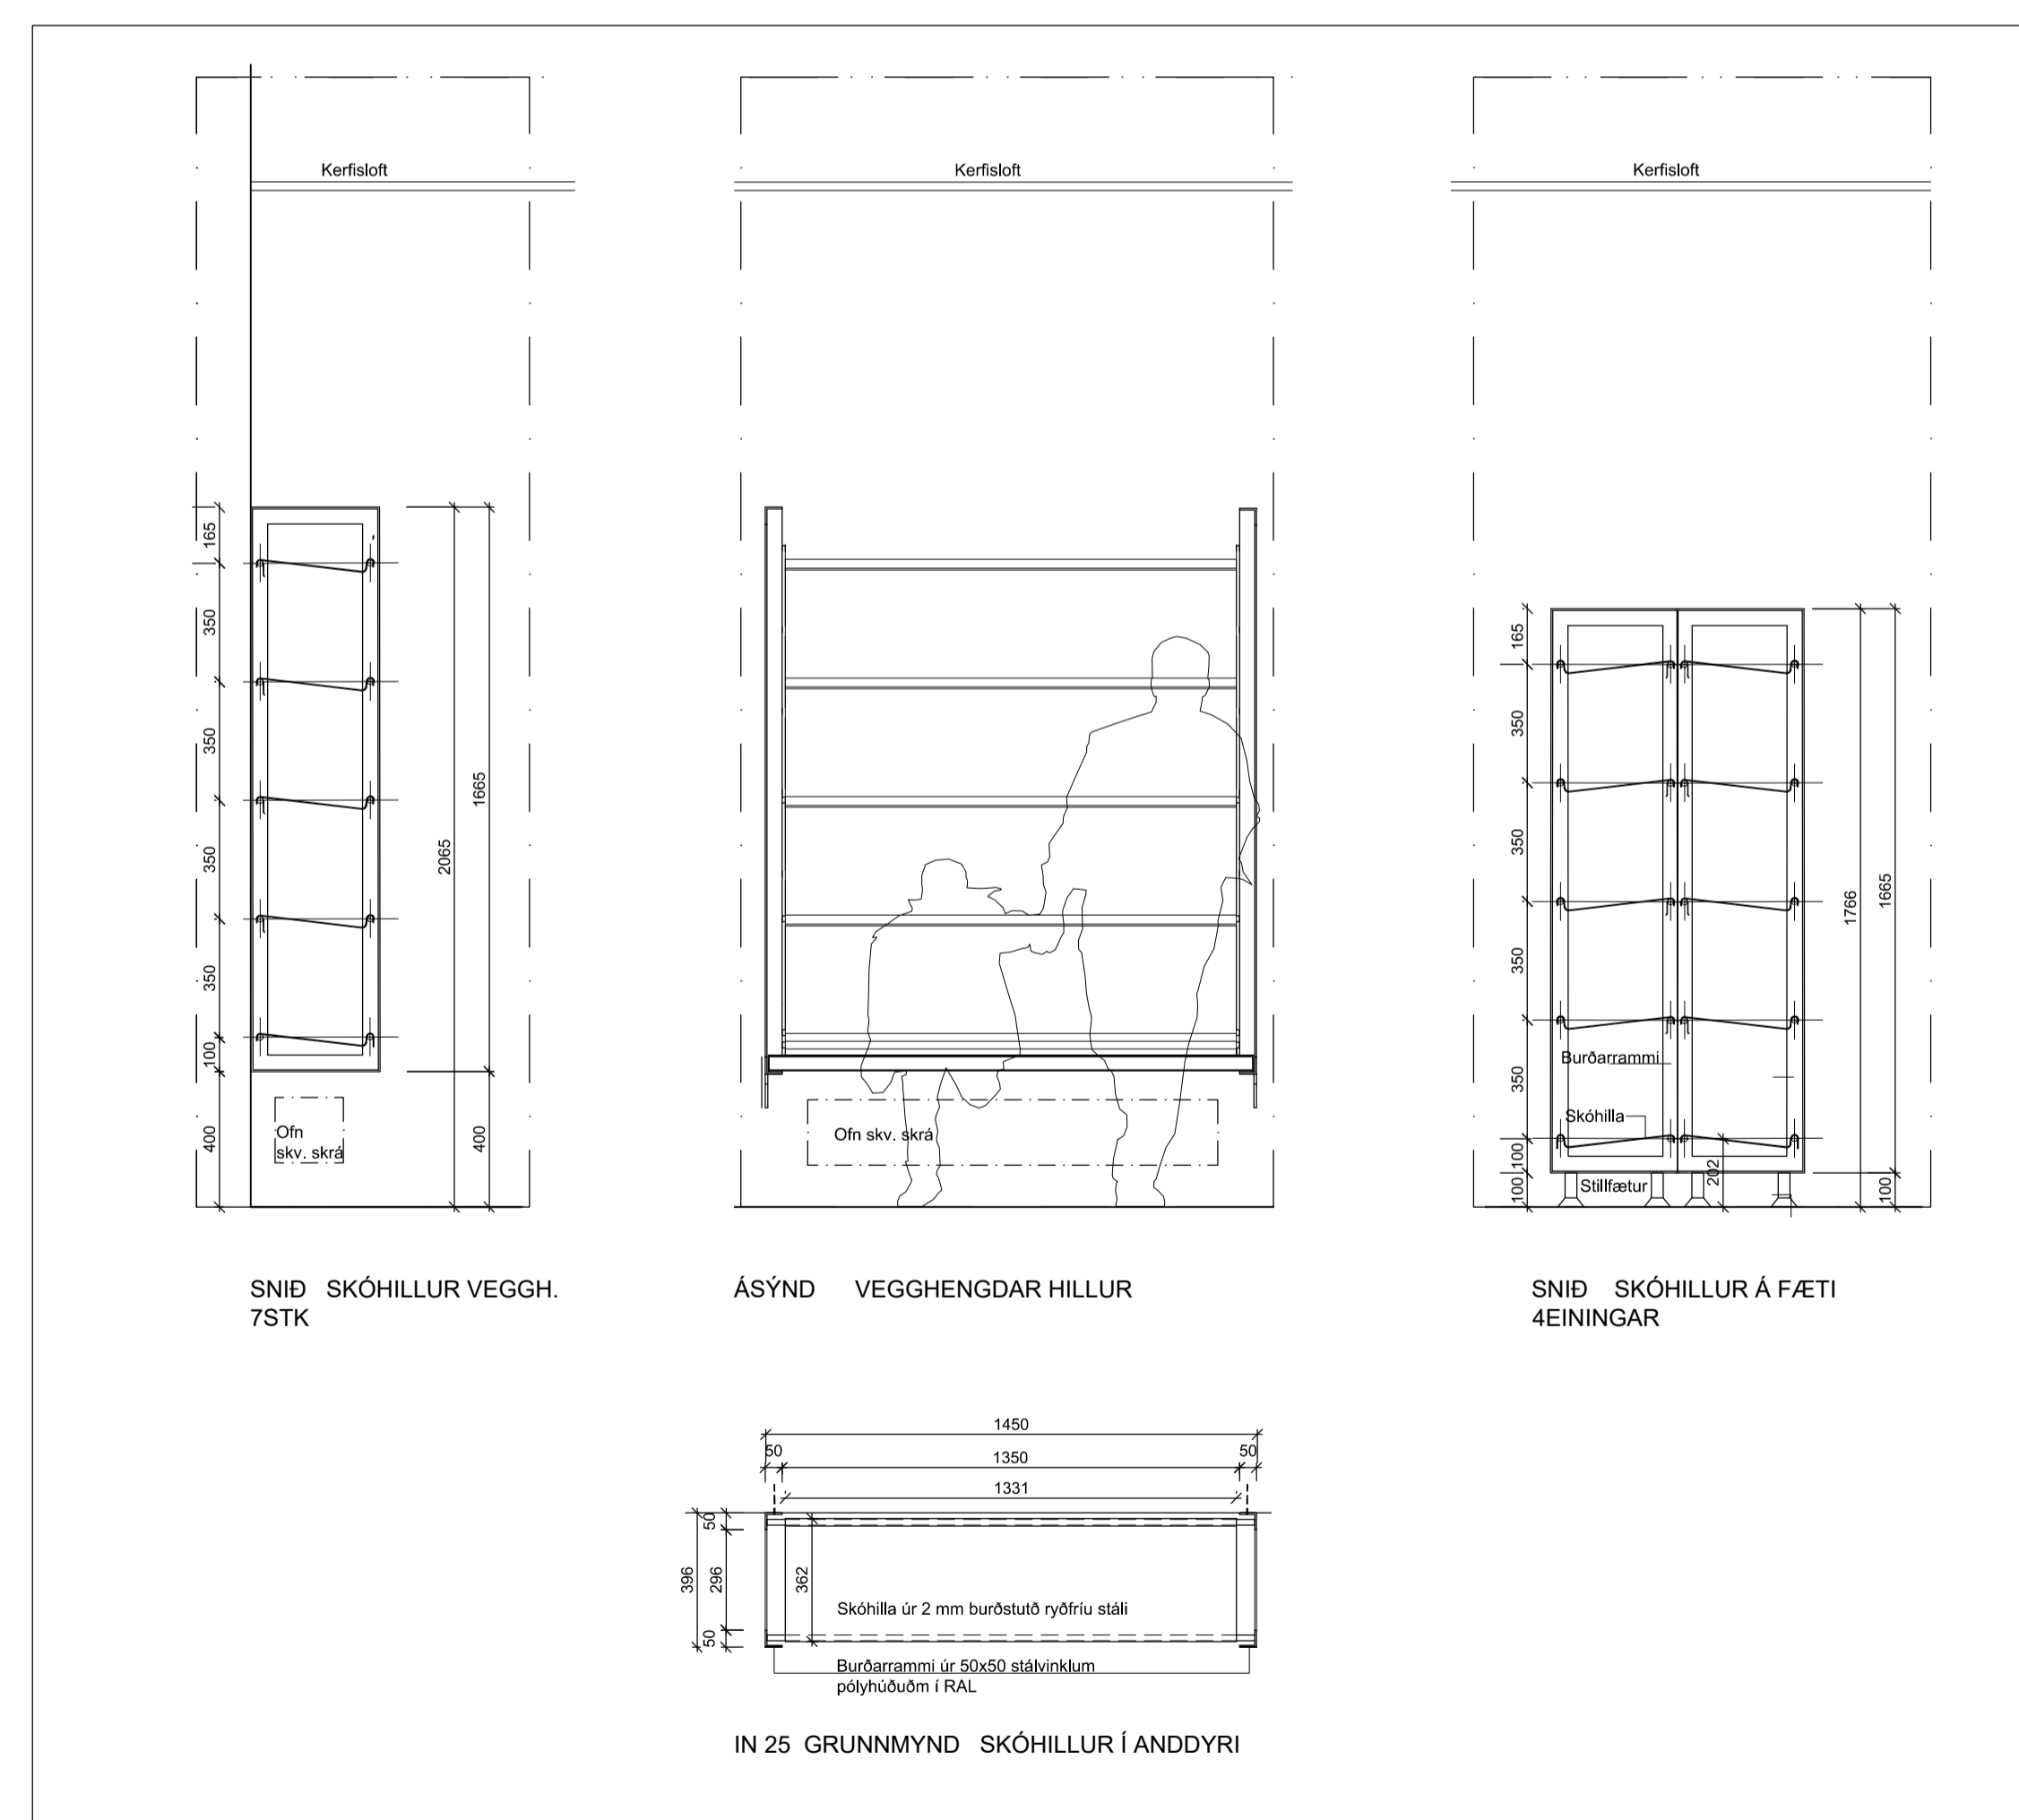 Kerfisloft
Kerfisloft
Kerfisloft
165
350
350
350
350
100
400
2065
1665
400
Ofn
skv. skrá
Ofn skv. skrá
165
350
350
350
350
100
100
1766
1665
100
202
Burðarrammi
Skóhilla
Stillfætur
SNIÐ SKÓHILLUR VEGGH.
7STK
ÁSÝND VEGGHENGDAR HILLUR
SNIÐ SKÓHILLUR Á FÆTI
4EININGAR
1450
50
1350
50
1331
50
396
296
362
50
Skóhilla úr 2 mm burðstutð ryðfríu stáli
Burðarrammi úr 50x50 stálvinklum
pólyhúðuðm í RAL
IN 25 GRUNNMYND SKÓHILLUR Í ANDDYRI